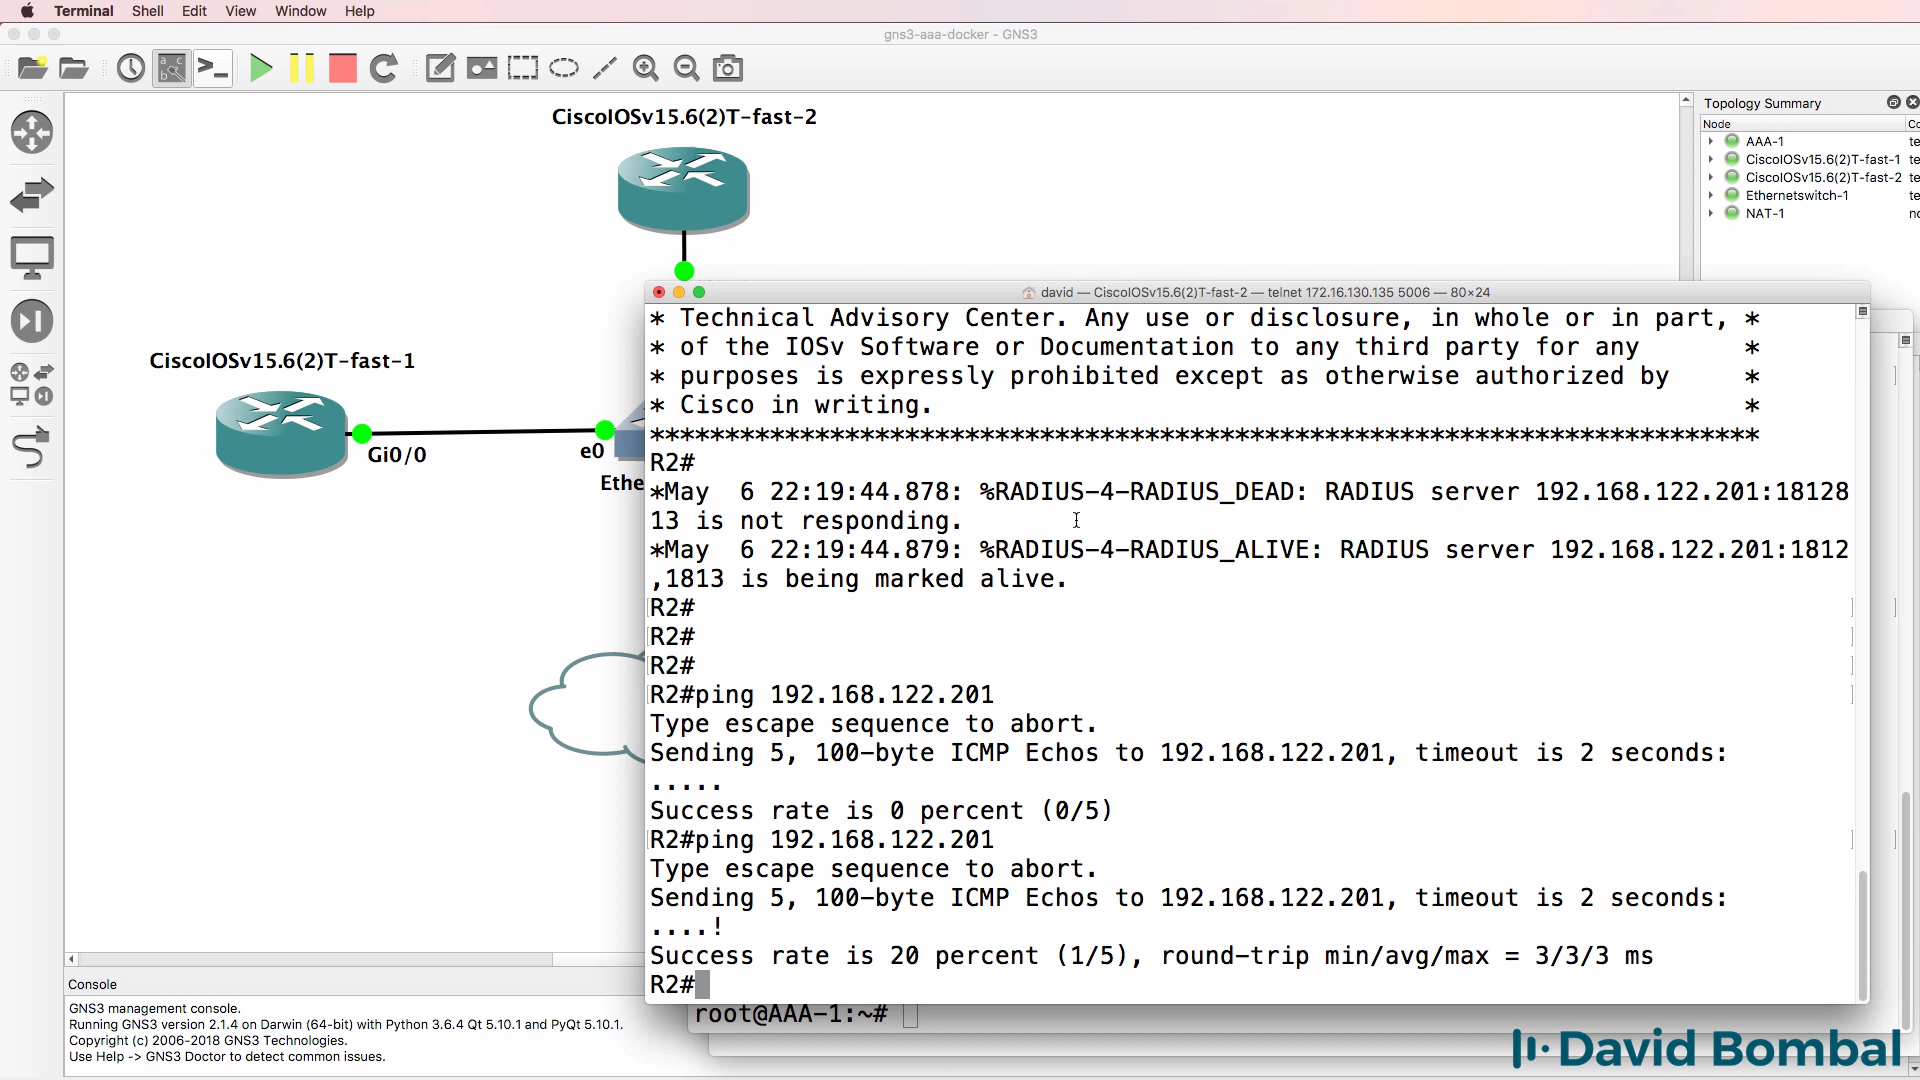 Terminal Shell Edit View Window Help
gns3-aaa-docker - GNS3
CiscoIOSv15.6(2)T-fast-2
Topology Summary
Node Co
AAA-1 te
CiscoIOSv15.6(2)T-fast-1 te
CiscoIOSv15.6(2)T-fast-2 te
Ethernetswitch-1 te
NAT-1 no
david — CiscoIOSv15.6(2)T-fast-2 — telnet 172.16.130.135 5006 — 80×24
* Technical Advisory Center. Any use or disclosure, in whole or in part, *
* of the IOSv Software or Documentation to any third party for any *
* purposes is expressly prohibited except as otherwise authorized by *
* Cisco in writing. *
**************************************************************************
R2#
*May  6 22:19:44.878: %RADIUS-4-RADIUS_DEAD: RADIUS server 192.168.122.201:18128
13 is not responding.
*May  6 22:19:44.879: %RADIUS-4-RADIUS_ALIVE: RADIUS server 192.168.122.201:1812
,1813 is being marked alive.
R2#
R2#
R2#
R2#ping 192.168.122.201
Type escape sequence to abort.
Sending 5, 100-byte ICMP Echos to 192.168.122.201, timeout is 2 seconds:
.....
Success rate is 0 percent (0/5)
R2#ping 192.168.122.201
Type escape sequence to abort.
Sending 5, 100-byte ICMP Echos to 192.168.122.201, timeout is 2 seconds:
....!
Success rate is 20 percent (1/5), round-trip min/avg/max = 3/3/3 ms
R2#
CiscoIOSv15.6(2)T-fast-1
Gi0/0
e0
Ethe
root@AAA-1:~#
Console
GNS3 management console.
Running GNS3 version 2.1.4 on Darwin (64-bit) with Python 3.6.4 Qt 5.10.1 and PyQt 5.10.1.
Copyright (c) 2006-2018 GNS3 Technologies.
Use Help -> GNS3 Doctor to detect common issues.
David Bombal